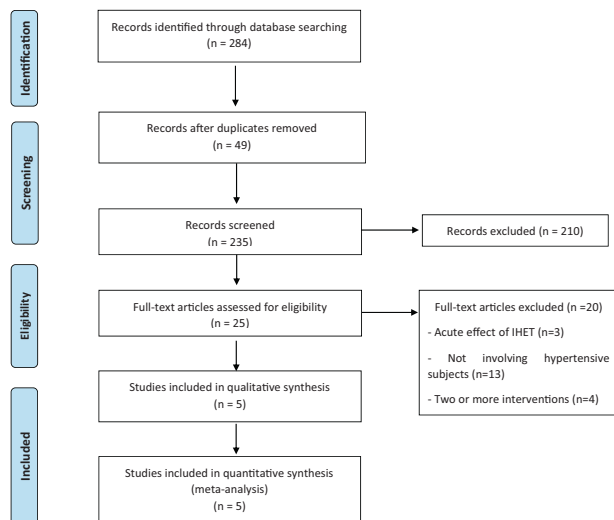 Identification
Records identified through database searching
(n = 284)
Screening
Records after duplicates removed
(n = 49)
Records screened
(n = 235)
Records excluded (n = 210)
Eligibility
Full-text articles assessed for eligibility
(n = 25)
Full-text articles excluded (n =20)
- Acute effect of IHET (n=3)
- Not involving hypertensive
subjects (n=13)
- Two or more interventions (n=4)
Studies included in qualitative synthesis
(n = 5)
Included
Studies included in quantitative synthesis
(meta-analysis)
(n = 5)